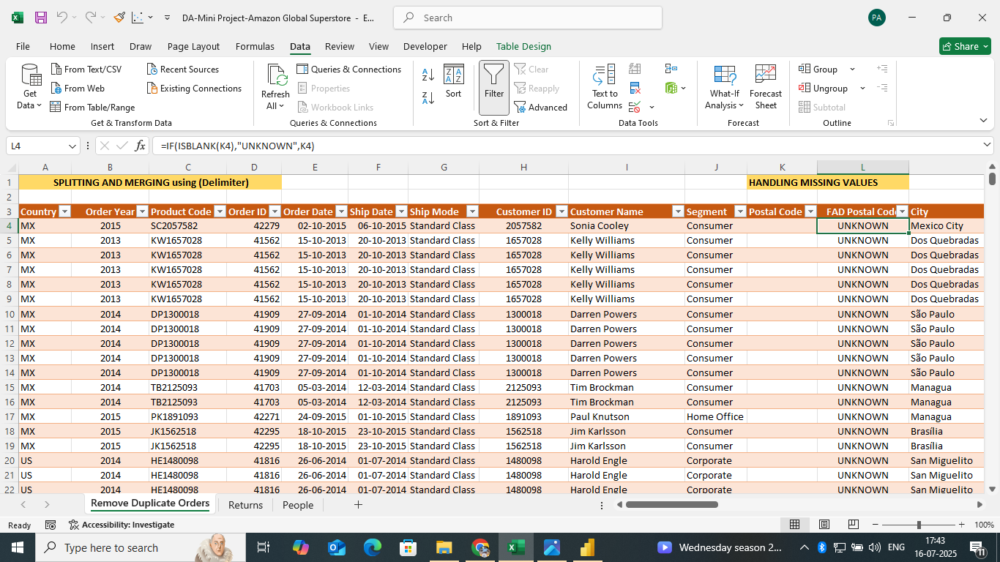 DA-Mini Project-Amazon Global Superstore - E...
Search
PA
File Home Insert Draw Page Layout Formulas Data Review View Developer Help Table Design
Share
Get Data
From Text/CSV
From Web
From Table/Range
Recent Sources
Existing Connections
Get & Transform Data
Refresh All
Queries & Connections
Properties
Workbook Links
Queries & Connections
Sort
Filter
Clear
Reapply
Advanced
Sort & Filter
Text to Columns
Data Tools
What-If Analysis
Forecast Sheet
Forecast
Group
Ungroup
Subtotal
Outline
L4
fx
=IF(ISBLANK(K4),"UNKNOWN",K4)
A B C D E F G H I J K L
1 SPLITTING AND MERGING using (Delimiter) HANDLING MISSING VALUES
2
3 Country Order Year Product Code Order ID Order Date Ship Date Ship Mode Customer ID Customer Name Segment Postal Code FAD Postal Cod City
4 MX 2015 SC2057582 42279 02-10-2015 06-10-2015 Standard Class 2057582 Sonia Cooley Consumer UNKNOWN Mexico City
5 MX 2013 KW1657028 41562 15-10-2013 20-10-2013 Standard Class 1657028 Kelly Williams Consumer UNKNOWN Dos Quebradas
6 MX 2013 KW1657028 41562 15-10-2013 20-10-2013 Standard Class 1657028 Kelly Williams Consumer UNKNOWN Dos Quebradas
7 MX 2013 KW1657028 41562 15-10-2013 20-10-2013 Standard Class 1657028 Kelly Williams Consumer UNKNOWN Dos Quebradas
8 MX 2013 KW1657028 41562 15-10-2013 20-10-2013 Standard Class 1657028 Kelly Williams Consumer UNKNOWN Dos Quebradas
9 MX 2013 KW1657028 41562 15-10-2013 20-10-2013 Standard Class 1657028 Kelly Williams Consumer UNKNOWN Dos Quebradas
10 MX 2014 DP1300018 41909 27-09-2014 01-10-2014 Standard Class 1300018 Darren Powers Consumer UNKNOWN São Paulo
11 MX 2014 DP1300018 41909 27-09-2014 01-10-2014 Standard Class 1300018 Darren Powers Consumer UNKNOWN São Paulo
12 MX 2014 DP1300018 41909 27-09-2014 01-10-2014 Standard Class 1300018 Darren Powers Consumer UNKNOWN São Paulo
13 MX 2014 DP1300018 41909 27-09-2014 01-10-2014 Standard Class 1300018 Darren Powers Consumer UNKNOWN São Paulo
14 MX 2014 DP1300018 41909 27-09-2014 01-10-2014 Standard Class 1300018 Darren Powers Consumer UNKNOWN São Paulo
15 MX 2014 TB2125093 41703 05-03-2014 12-03-2014 Standard Class 2125093 Tim Brockman Consumer UNKNOWN Managua
16 MX 2014 TB2125093 41703 05-03-2014 12-03-2014 Standard Class 2125093 Tim Brockman Consumer UNKNOWN Managua
17 MX 2015 PK1891093 42271 24-09-2015 01-10-2015 Standard Class 1891093 Paul Knutson Home Office UNKNOWN Managua
18 MX 2015 JK1562518 42295 18-10-2015 23-10-2015 Standard Class 1562518 Jim Karlsson Consumer UNKNOWN Brasília
19 MX 2015 JK1562518 42295 18-10-2015 23-10-2015 Standard Class 1562518 Jim Karlsson Consumer UNKNOWN Brasília
20 US 2014 HE1480098 41816 26-06-2014 01-07-2014 Standard Class 1480098 Harold Engle Corporate UNKNOWN San Miguelito
21 US 2014 HE1480098 41816 26-06-2014 01-07-2014 Standard Class 1480098 Harold Engle Corporate UNKNOWN San Miguelito
22 US 2014 HE1480098 41816 26-06-2014 01-07-2014 Standard Class 1480098 Harold Engle Corporate UNKNOWN San Miguelito
Remove Duplicate Orders Returns People
Ready Accessibility: Investigate 100%
Type here to search
Wednesday season 2...
ENG
17:43
16-07-2025
11